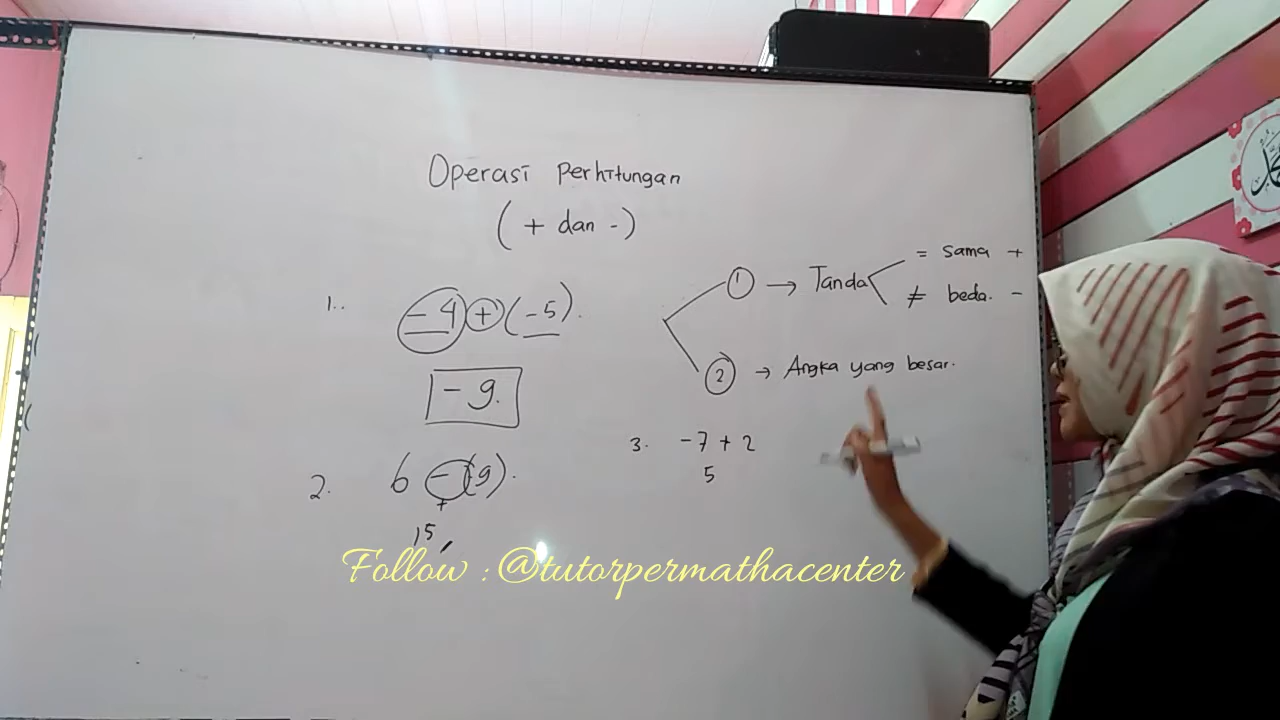 Operasi Perhitungan
( + dan - )
1.. -4 + (-5).
-9.
2. 6 - (9).
+
15
1 → Tanda
= sama +
≠ beda. -
2 → Angka yang besar.
3. -7 + 2
5
Follow : @tutorpermathacenter